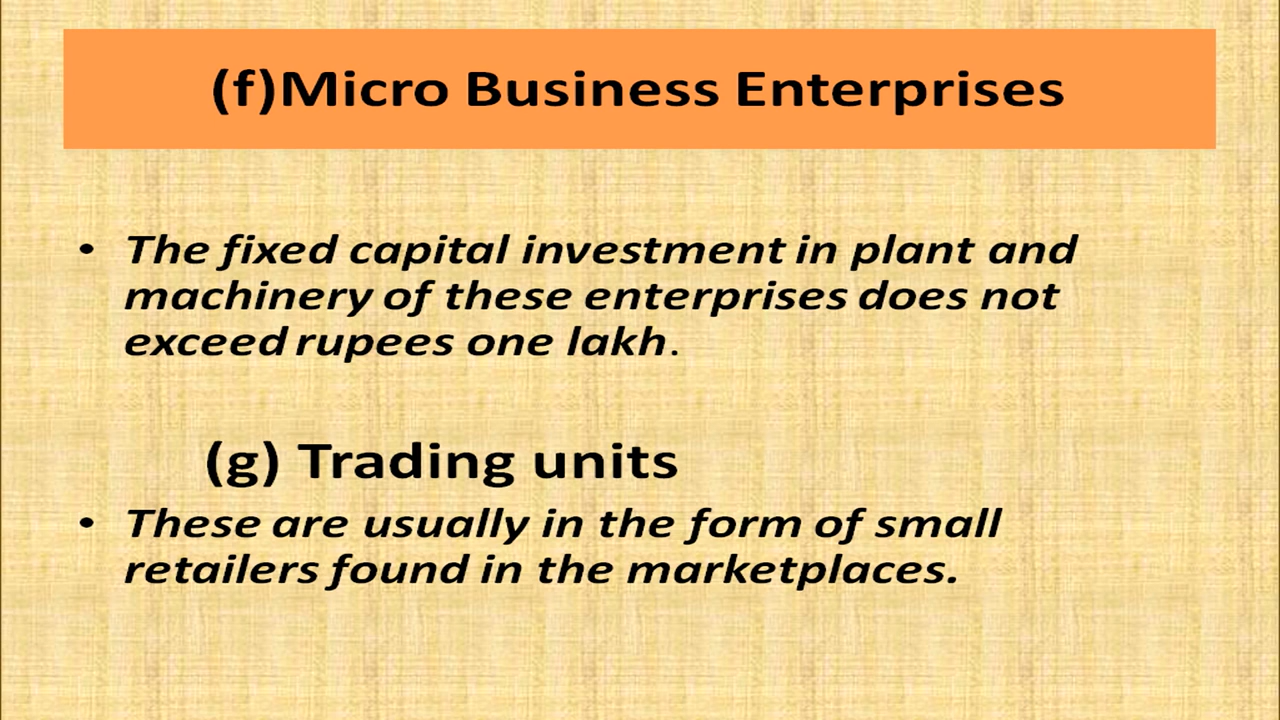 (f)Micro Business Enterprises
• The fixed capital investment in plant and
machinery of these enterprises does not
exceed rupees one lakh.
(g) Trading units
• These are usually in the form of small
retailers found in the marketplaces.